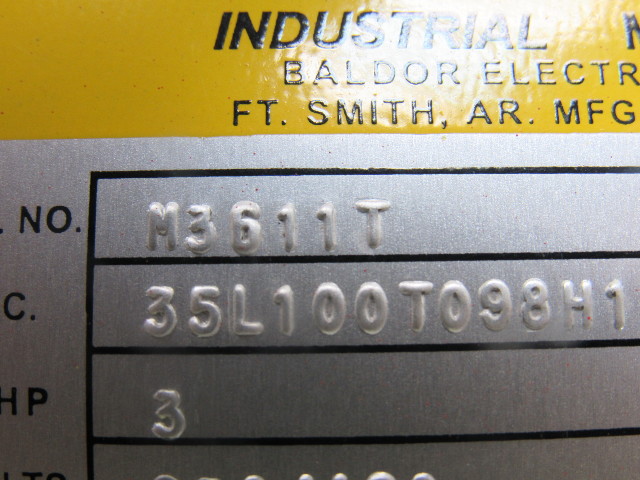 INDUSTRIAL
BALDOR ELECTR
FT. SMITH, AR. MFG
. NO. M3611T
C. 35L100T098H1
HP 3